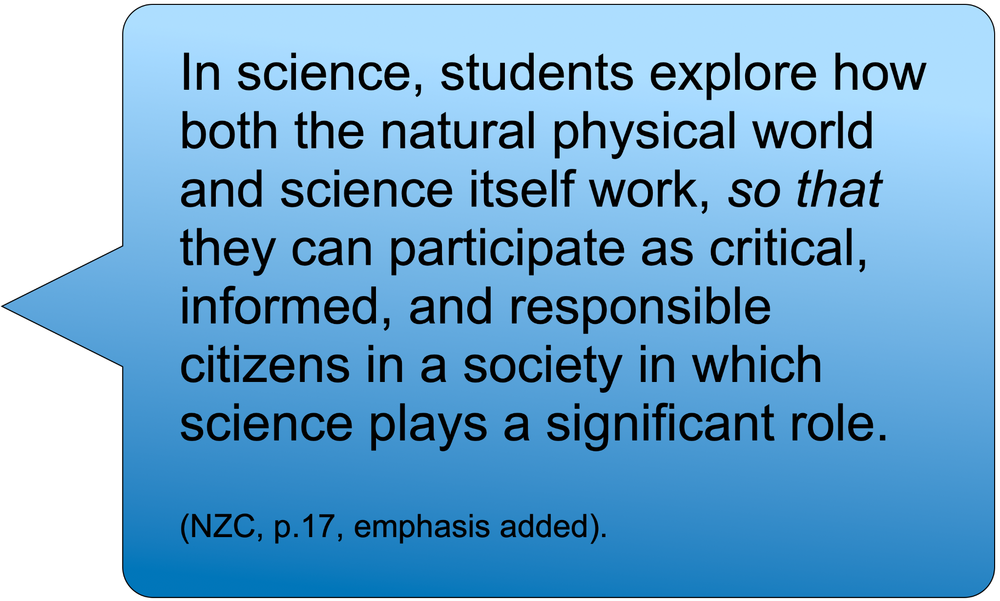 In science, students explore how
both the natural physical world
and science itself work, so that
they can participate as critical,
informed, and responsible
citizens in a society in which
science plays a significant role.
(NZC, p.17, emphasis added).